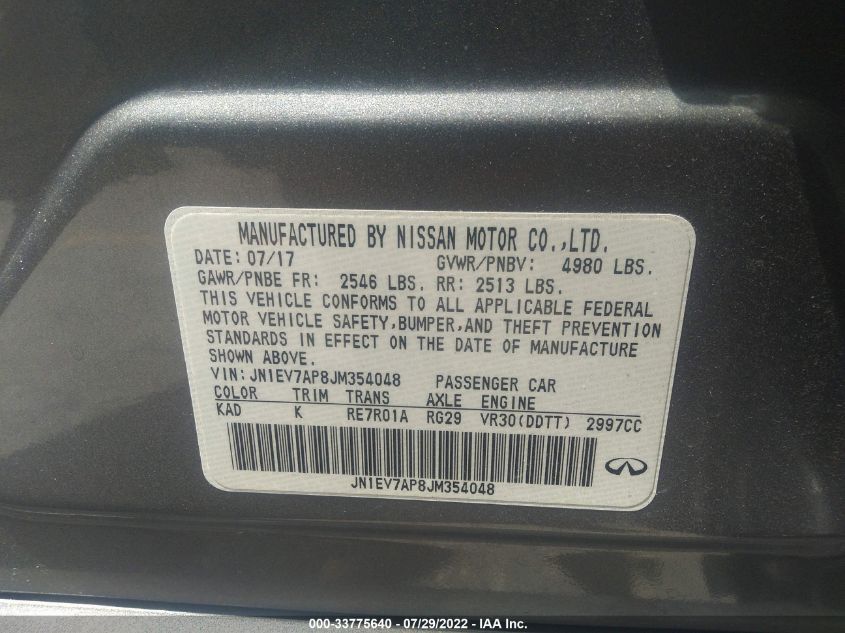 MANUFACTURED BY NISSAN MOTOR CO.,LTD.
DATE: 07/17 GVWR/PNBV: 4980 LBS.
GAWR/PNBE FR: 2546 LBS. RR: 2513 LBS.
THIS VEHICLE CONFORMS TO ALL APPLICABLE FEDERAL
MOTOR VEHICLE SAFETY,BUMPER,AND THEFT PREVENTION
STANDARDS IN EFFECT ON THE DATE OF MANUFACTURE
SHOWN ABOVE.
VIN: JN1EV7AP8JM354048 PASSENGER CAR
COLOR TRIM TRANS AXLE ENGINE
KAD K RE7R01A RG29 VR30(DDTT) 2997CC
JN1EV7AP8JM354048
000-33775640 - 07/29/2022 - IAA Inc.